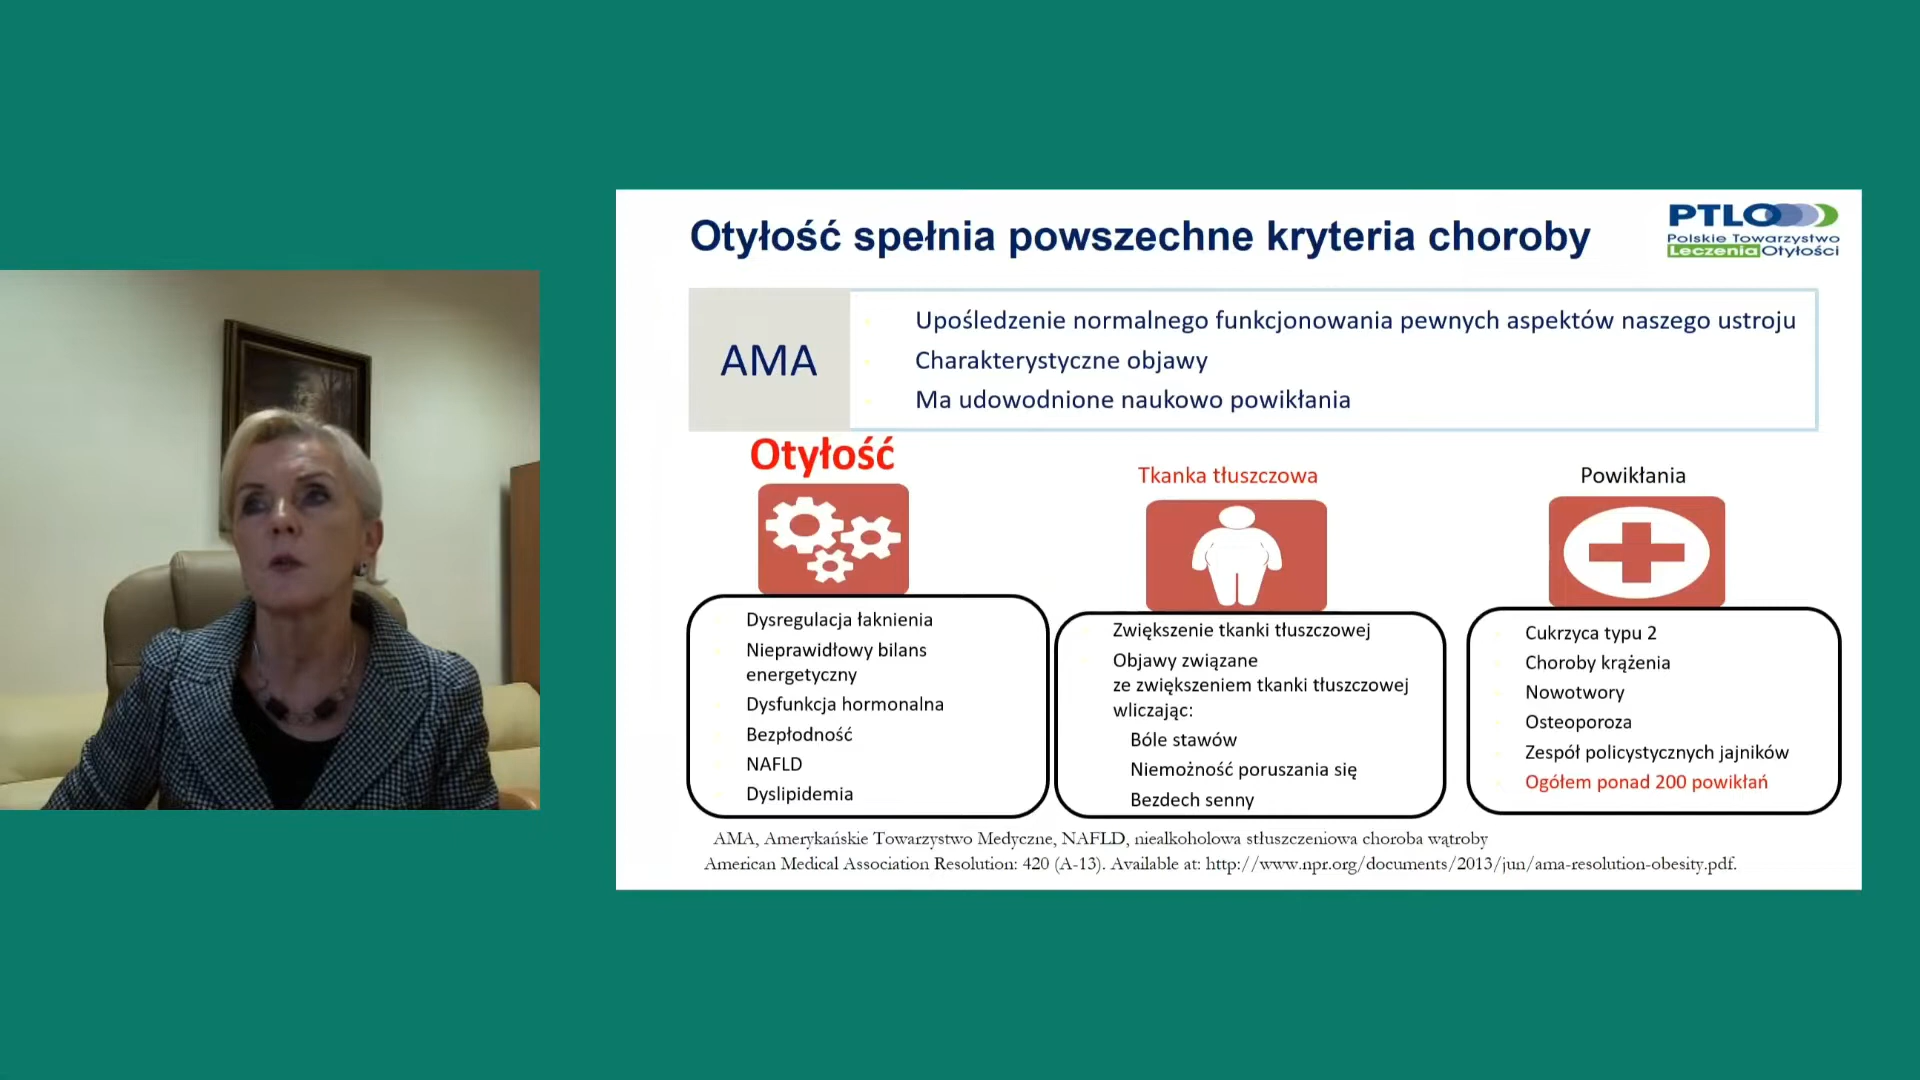 Otyłość spełnia powszechne kryteria choroby
PTLO
Polskie Towarzystwo
Leczenia Otyłości
AMA
Upośledzenie normalnego funkcjonowania pewnych aspektów naszego ustroju
Charakterystyczne objawy
Ma udowodnione naukowo powikłania
Otyłość
Dysregulacja łaknienia
Nieprawidłowy bilans
energetyczny
Dysfunkcja hormonalna
Bezpłodność
NAFLD
Dyslipidemia
Tkanka tłuszczowa
Zwiększenie tkanki tłuszczowej
Objawy związane
ze zwiększeniem tkanki tłuszczowej
wliczając:
Bóle stawów
Niemożność poruszania się
Bezdech senny
Powikłania
Cukrzyca typu 2
Choroby krążenia
Nowotwory
Osteoporoza
Zespół policystycznych jajników
Ogółem ponad 200 powikłań
AMA, Amerykańskie Towarzystwo Medyczne, NAFLD, niealkoholowa stłuszczeniowa choroba wątroby
American Medical Association Resolution: 420 (A-13). Available at: http://www.npr.org/documents/2013/jun/ama-resolution-obesity.pdf.